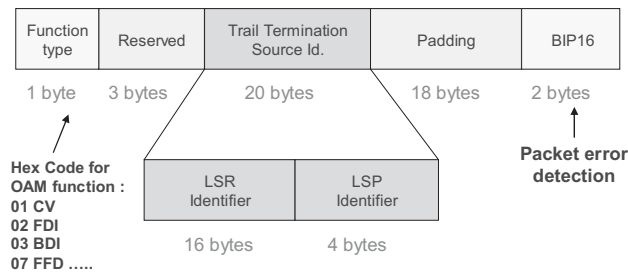 Function type
Reserved
Trail Termination Source Id.
Padding
BIP16
1 byte
3 bytes
20 bytes
18 bytes
2 bytes
Hex Code for
OAM function :
01 CV
02 FDI
03 BDI
07 FFD .....
LSR Identifier
LSP Identifier
16 bytes
4 bytes
Packet error
detection